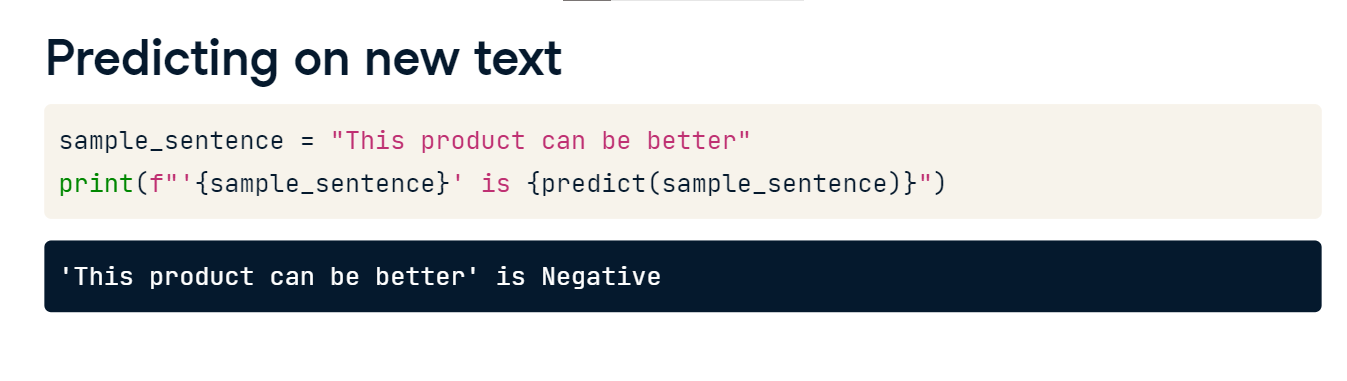 Predicting on new text
sample_sentence = "This product can be better"
print(f"'{sample_sentence}' is {predict(sample_sentence)}")
'This product can be better' is Negative